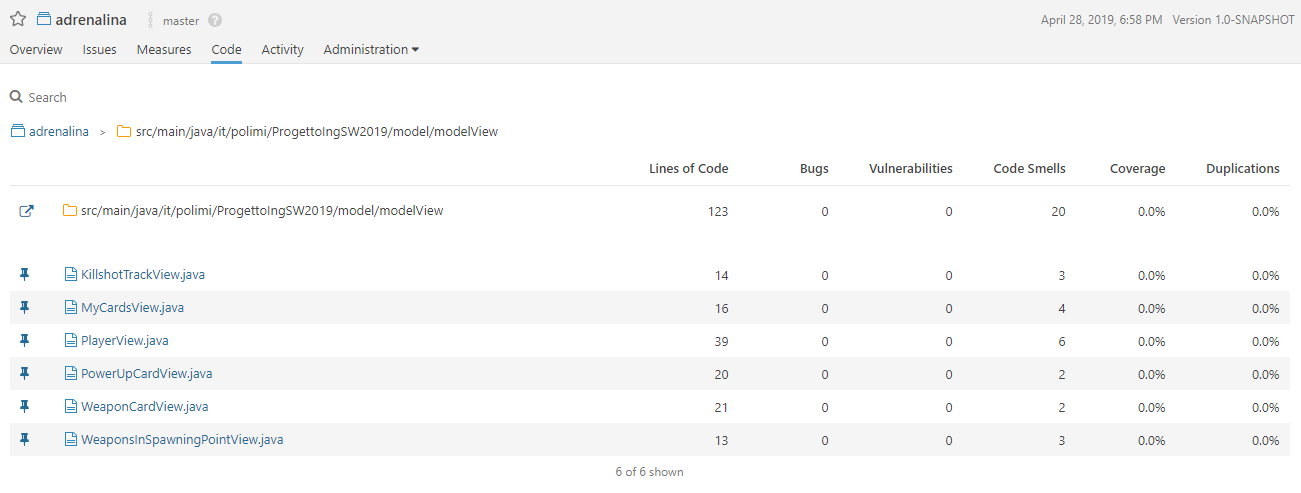 adrenalina master ? April 28, 2019, 6:58 PM Version 1.0-SNAPSHOT
Overview Issues Measures Code Activity Administration
Search
adrenalina > src/main/java/it/polimi/ProgettoIngSW2019/model/modelView
Lines of Code Bugs Vulnerabilities Code Smells Coverage Duplications
src/main/java/it/polimi/ProgettoIngSW2019/model/modelView 123 0 0 20 0.0% 0.0%
KillshotTrackView.java 14 0 0 3 0.0% 0.0%
MyCardsView.java 16 0 0 4 0.0% 0.0%
PlayerView.java 39 0 0 6 0.0% 0.0%
PowerUpCardView.java 20 0 0 2 0.0% 0.0%
WeaponCardView.java 21 0 0 2 0.0% 0.0%
WeaponsInSpawningPointView.java 13 0 0 3 0.0% 0.0%
6 of 6 shown